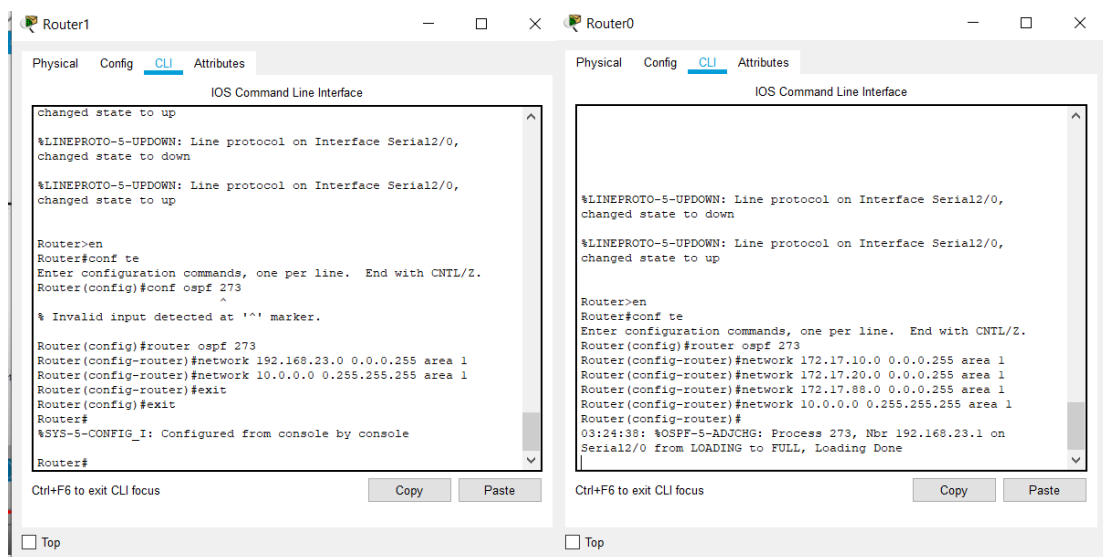 Router1
Physical Config CLI Attributes
IOS Command Line Interface
changed state to up
%LINEPROTO-5-UPDOWN: Line protocol on Interface Serial2/0,
changed state to down
%LINEPROTO-5-UPDOWN: Line protocol on Interface Serial2/0,
changed state to up
Router>en
Router#conf te
Enter configuration commands, one per line.  End with CNTL/Z.
Router(config)#conf ospf 273
^
% Invalid input detected at '^' marker.
Router(config)#router ospf 273
Router(config-router)#network 192.168.23.0 0.0.0.255 area 1
Router(config-router)#network 10.0.0.0 0.255.255.255 area 1
Router(config-router)#exit
Router(config)#exit
Router#
%SYS-5-CONFIG_I: Configured from console by console
Router#
Ctrl+F6 to exit CLI focus
Copy
Paste
Top
Router0
Physical Config CLI Attributes
IOS Command Line Interface
%LINEPROTO-5-UPDOWN: Line protocol on Interface Serial2/0,
changed state to down
%LINEPROTO-5-UPDOWN: Line protocol on Interface Serial2/0,
changed state to up
Router>en
Router#conf te
Enter configuration commands, one per line.  End with CNTL/Z.
Router(config)#router ospf 273
Router(config-router)#network 172.17.10.0 0.0.0.255 area 1
Router(config-router)#network 172.17.20.0 0.0.0.255 area 1
Router(config-router)#network 172.17.88.0 0.0.0.255 area 1
Router(config-router)#network 10.0.0.0 0.255.255.255 area 1
Router(config-router)#
03:24:38: %OSPF-5-ADJCHG: Process 273, Nbr 192.168.23.1 on
Serial2/0 from LOADING to FULL, Loading Done
Ctrl+F6 to exit CLI focus
Copy
Paste
Top